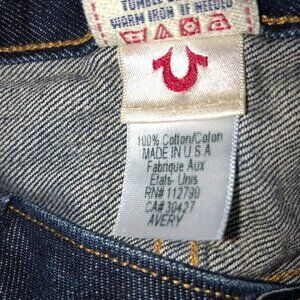 TUMBLE
WARM IRON IF NEEDED
100% Cotton/Coton
MADE IN U S A
Fabrique Aux
Etats- Unis
RN# 112790
CA# 30427
AVERY